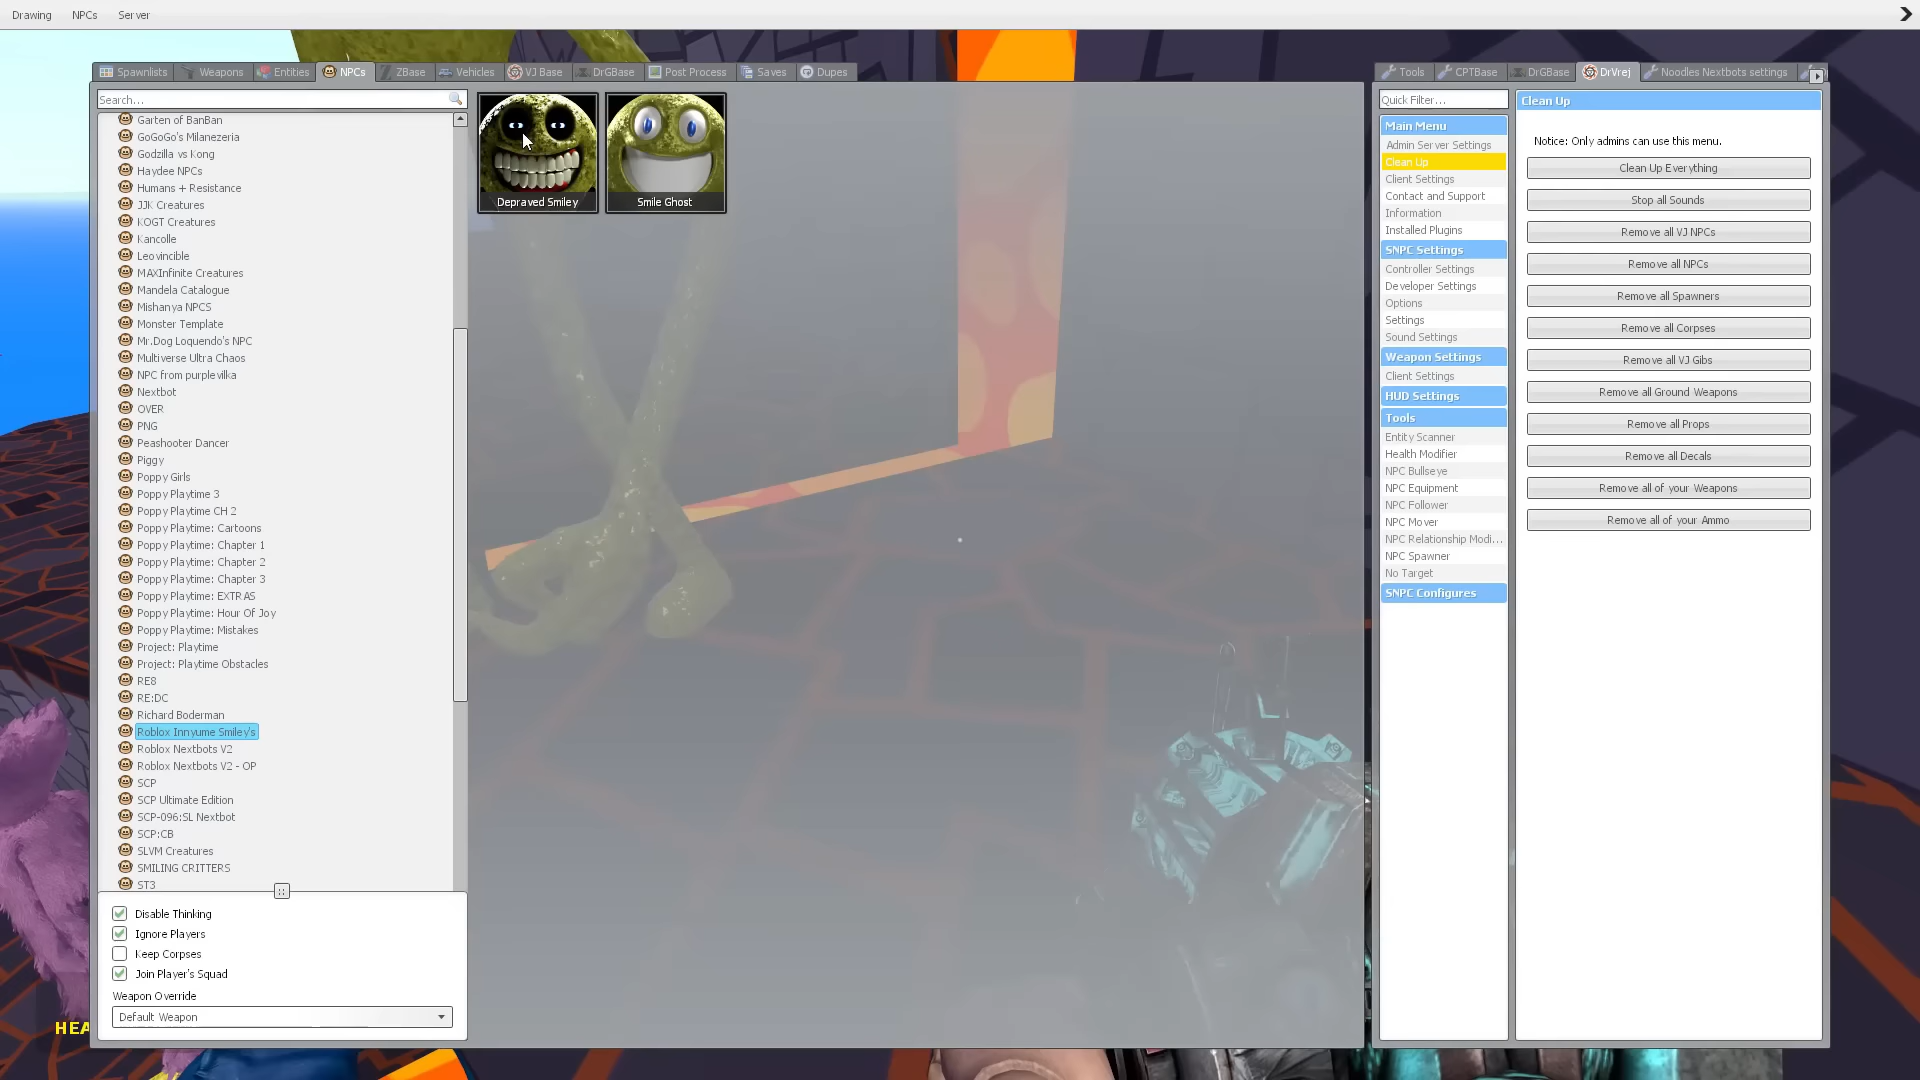 Drawing NPCs Server
Spawnlists Weapons Entities NPCs ZBase Vehicles VJ Base DrGBase Post Process Saves Dupes
Search...
Garten of BanBan
GoGoGo's Milanezeria
Godzilla vs Kong
Haydee NPCs
Humans + Resistance
JJK Creatures
KOGT Creatures
Kancolle
Leovincible
MAXInfinite Creatures
Mandela Catalogue
Mishanya NPCS
Monster Template
Mr.Dog Loquendo's NPC
Multiverse Ultra Chaos
NPC from purplevilka
Nextbot
OVER
PNG
Peashooter Dancer
Piggy
Poppy Girls
Poppy Playtime 3
Poppy Playtime CH 2
Poppy Playtime: Cartoons
Poppy Playtime: Chapter 1
Poppy Playtime: Chapter 2
Poppy Playtime: Chapter 3
Poppy Playtime: EXTRAS
Poppy Playtime: Hour Of Joy
Poppy Playtime: Mistakes
Project: Playtime
Project: Playtime Obstacles
RE8
RE:DC
Richard Boderman
Roblox Innyume Smiley's
Roblox Nextbots V2
Roblox Nextbots V2 - OP
SCP
SCP Ultimate Edition
SCP-096:SL Nextbot
SCP:CB
SLVM Creatures
SMILING CRITTERS
ST3
Disable Thinking
Ignore Players
Keep Corpses
Join Player's Squad
Weapon Override
Default Weapon
HEA
Depraved Smiley
Smile Ghost
Tools CPTBase DrGBase DrVrej Noodles Nextbots settings
Quick Filter...
Main Menu
Admin Server Settings
Clean Up
Client Settings
Contact and Support
Information
Installed Plugins
SNPC Settings
Controller Settings
Developer Settings
Options
Settings
Sound Settings
Weapon Settings
Client Settings
HUD Settings
Tools
Entity Scanner
Health Modifier
NPC Bullseye
NPC Equipment
NPC Follower
NPC Mover
NPC Relationship Modi...
NPC Spawner
No Target
SNPC Configures
Clean Up
Notice: Only admins can use this menu.
Clean Up Everything
Stop all Sounds
Remove all VJ NPCs
Remove all NPCs
Remove all Spawners
Remove all Corpses
Remove all VJ Gibs
Remove all Ground Weapons
Remove all Props
Remove all Decals
Remove all of your Weapons
Remove all of your Ammo